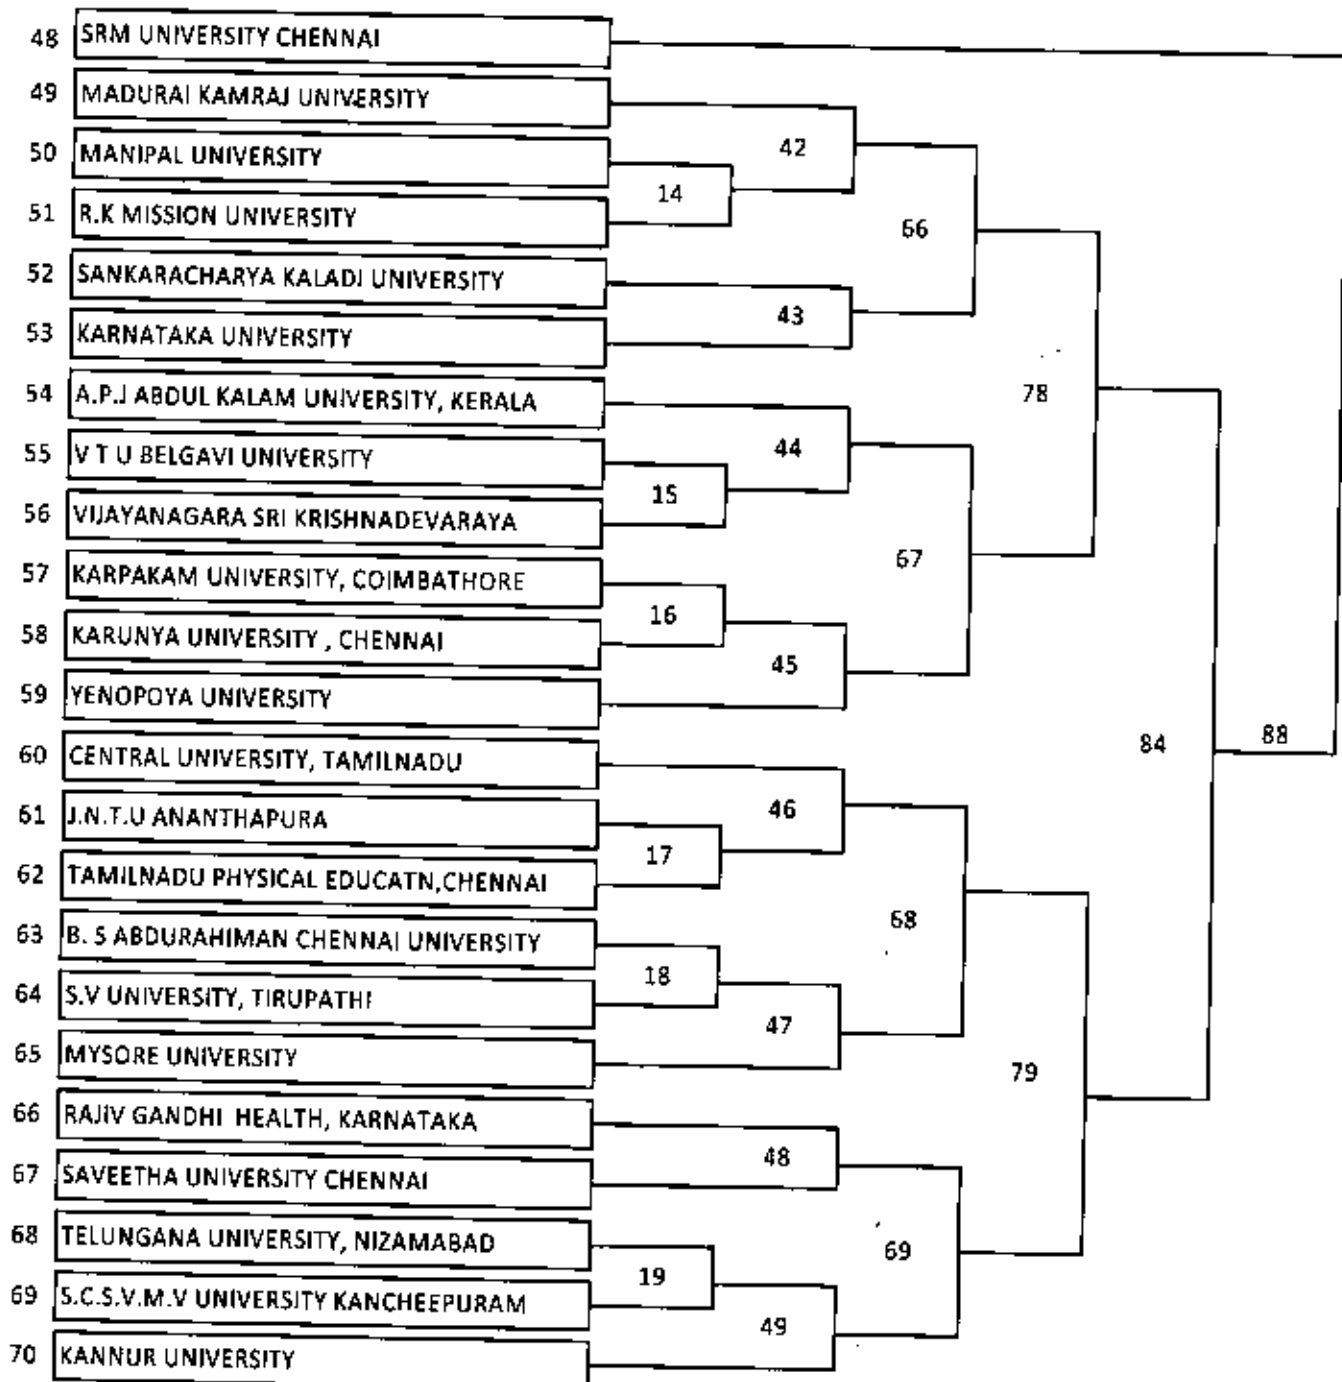 48 SRM UNIVERSITY CHENNAI
49 MADURAI KAMRAJ UNIVERSITY
42
50 MANIPAL UNIVERSITY
14
51 R.K MISSION UNIVERSITY
66
52 SANKARACHARYA KALADI UNIVERSITY
43
53 KARNATAKA UNIVERSITY
54 A.P.J ABDUL KALAM UNIVERSITY, KERALA
78
44
55 V T U BELGAVI UNIVERSITY
15
56 VIJAYANAGARA SRI KRISHNADEVARAYA
67
57 KARPAKAM UNIVERSITY, COIMBATHORE
16
58 KARUNYA UNIVERSITY , CHENNAI
45
59 YENOPOYA UNIVERSITY
84 88
60 CENTRAL UNIVERSITY, TAMILNADU
46
61 J.N.T.U ANANTHAPURA
17
62 TAMILNADU PHYSICAL EDUCATN,CHENNAI
68
63 B. S ABDURAHIMAN CHENNAI UNIVERSITY
18
64 S.V UNIVERSITY, TIRUPATHI
47
65 MYSORE UNIVERSITY
79
66 RAJIV GANDHI HEALTH, KARNATAKA
48
67 SAVEETHA UNIVERSITY CHENNAI
68 TELUNGANA UNIVERSITY, NIZAMABAD
69
19
69 S.C.S.V.M.V UNIVERSITY KANCHEEPURAM
49
70 KANNUR UNIVERSITY